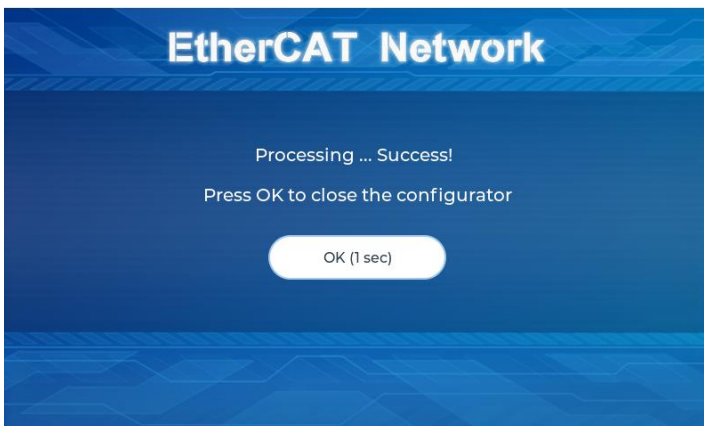 EtherCAT Network
Processing ... Success!
Press OK to close the configurator
OK (1 sec)